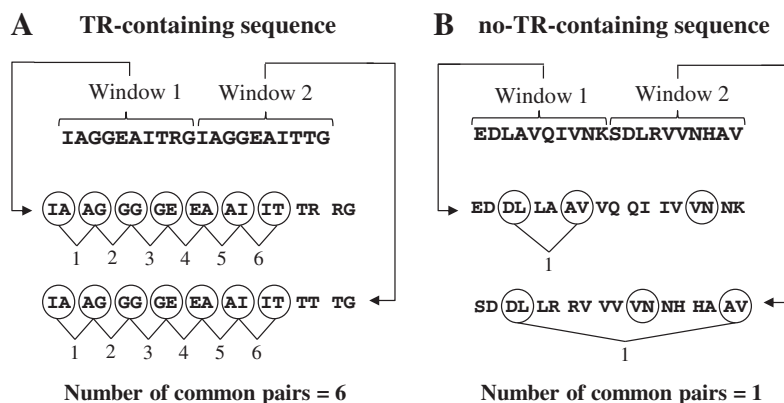 A TR-containing sequence
Window 1 Window 2
IAGGEAITRGIAGGEAITTG
IA AG GG GE EA AI IT TR RG
1 2 3 4 5 6
IA AG GG GE EA AI IT TT TG
1 2 3 4 5 6
Number of common pairs = 6
B no-TR-containing sequence
Window 1 Window 2
EDLAVQIVNKSDLRVVNHAV
ED DL LA AV VQ QI IV VN NK
1
SD DL LR RV VV VN NH HA AV
1
Number of common pairs = 1